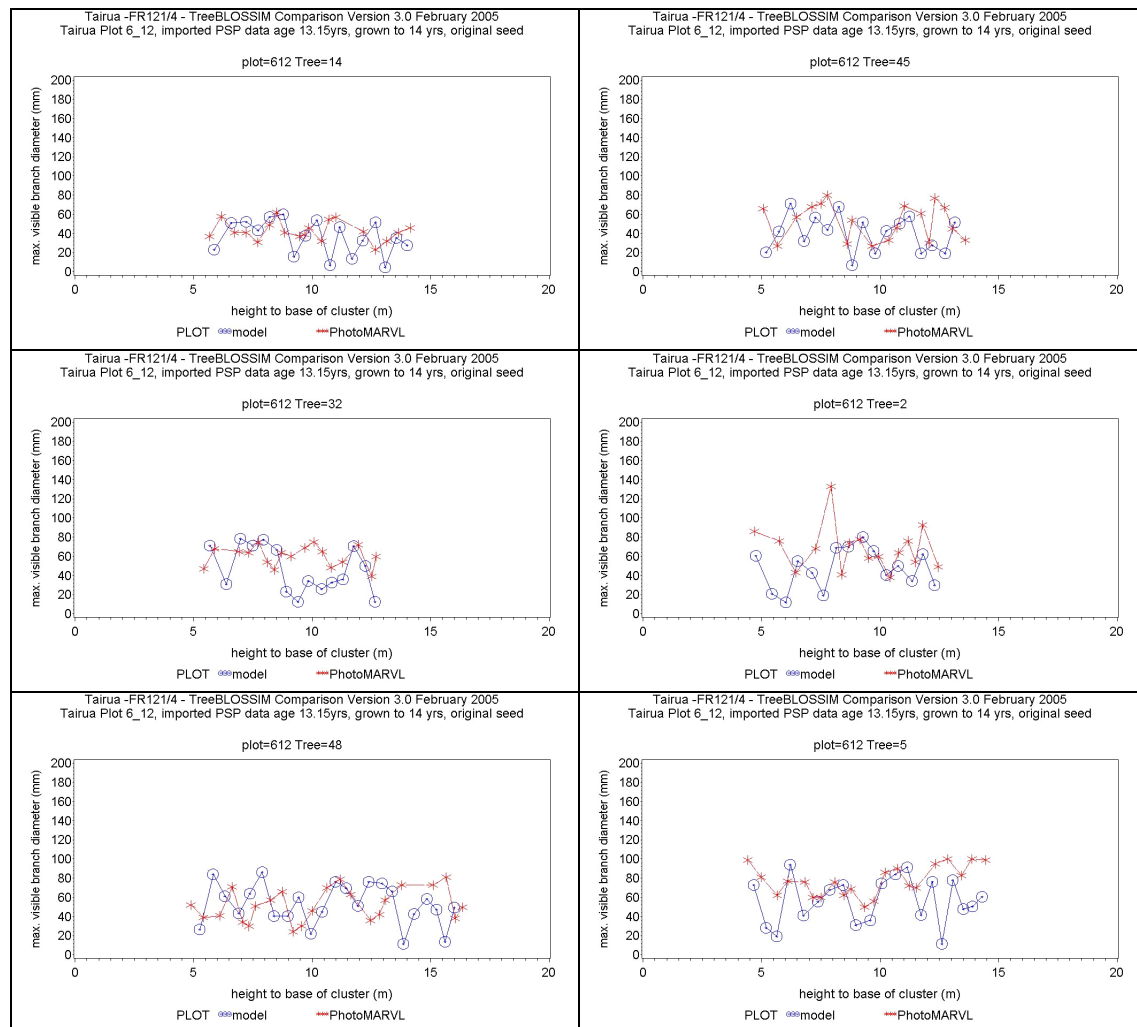 Tairua -FR121/4 - TreeBLOSSIM Comparison Version 3.0 February 2005
Tairua Plot 6_12, imported PSP data age 13.15yrs, grown to 14 yrs, original seed
plot=612 Tree=14
max. visible branch diameter (mm)
200
180
160
140
120
100
80
60
40
20
0
0 5 10 15 20
height to base of cluster (m)
PLOT model PhotoMARVL
Tairua -FR121/4 - TreeBLOSSIM Comparison Version 3.0 February 2005
Tairua Plot 6_12, imported PSP data age 13.15yrs, grown to 14 yrs, original seed
plot=612 Tree=45
max. visible branch diameter (mm)
200
180
160
140
120
100
80
60
40
20
0
0 5 10 15 20
height to base of cluster (m)
PLOT model PhotoMARVL
Tairua -FR121/4 - TreeBLOSSIM Comparison Version 3.0 February 2005
Tairua Plot 6_12, imported PSP data age 13.15yrs, grown to 14 yrs, original seed
plot=612 Tree=32
max. visible branch diameter (mm)
200
180
160
140
120
100
80
60
40
20
0
0 5 10 15 20
height to base of cluster (m)
PLOT model PhotoMARVL
Tairua -FR121/4 - TreeBLOSSIM Comparison Version 3.0 February 2005
Tairua Plot 6_12, imported PSP data age 13.15yrs, grown to 14 yrs, original seed
plot=612 Tree=2
max. visible branch diameter (mm)
200
180
160
140
120
100
80
60
40
20
0
0 5 10 15 20
height to base of cluster (m)
PLOT model PhotoMARVL
Tairua -FR121/4 - TreeBLOSSIM Comparison Version 3.0 February 2005
Tairua Plot 6_12, imported PSP data age 13.15yrs, grown to 14 yrs, original seed
plot=612 Tree=48
max. visible branch diameter (mm)
200
180
160
140
120
100
80
60
40
20
0
0 5 10 15 20
height to base of cluster (m)
PLOT model PhotoMARVL
Tairua -FR121/4 - TreeBLOSSIM Comparison Version 3.0 February 2005
Tairua Plot 6_12, imported PSP data age 13.15yrs, grown to 14 yrs, original seed
plot=612 Tree=5
max. visible branch diameter (mm)
200
180
160
140
120
100
80
60
40
20
0
0 5 10 15 20
height to base of cluster (m)
PLOT model PhotoMARVL